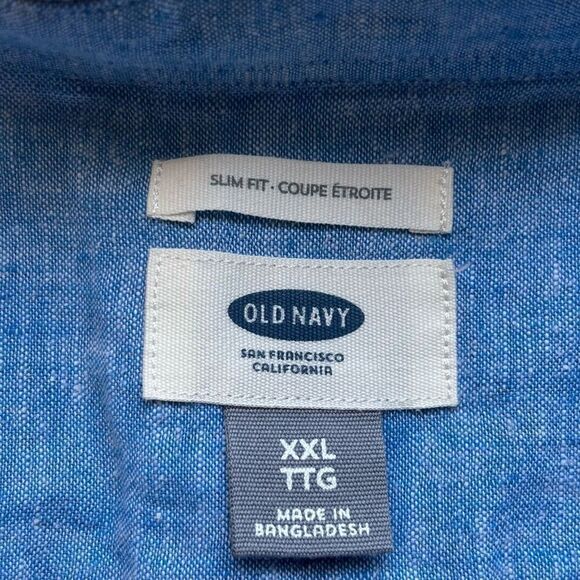 SLIM FIT · COUPE ÉTROITE
OLD NAVY
SAN FRANCISCO
CALIFORNIA
XXL
TTG
MADE IN
BANGLADESH